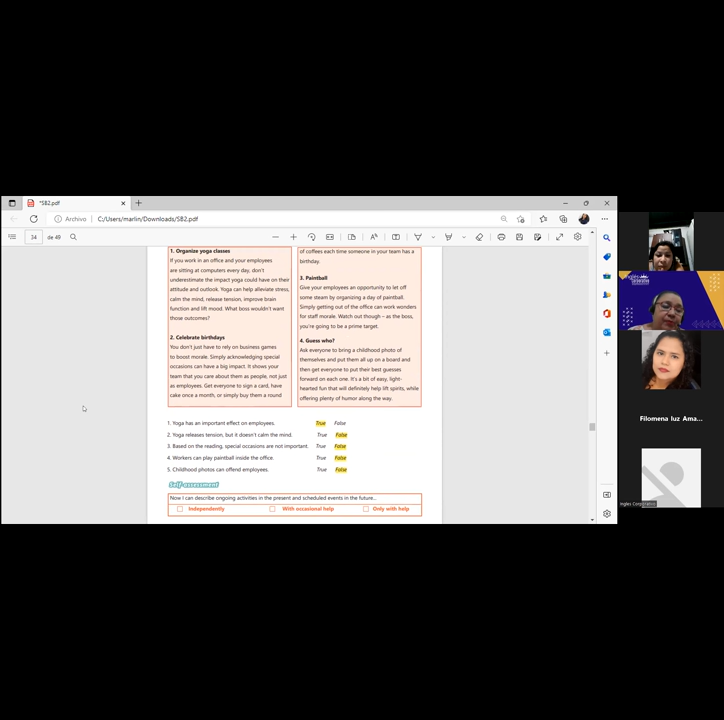 *SB2.pdf
Archivo
C:/Users/marlin/Downloads/SB2.pdf
34 de 49
1. Organize yoga classes
If you work in an office and your employees
are sitting at computers every day, don't
underestimate the impact yoga could have on their
attitude and outlook. Yoga can help alleviate stress,
calm the mind, release tension, improve brain
function and lift mood. What boss wouldn't want
those outcomes?
2. Celebrate birthdays
You don't just have to rely on business games
to boost morale. Simply acknowledging special
occasions can have a big impact. It shows your
team that you care about them as people, not just
as employees. Get everyone to sign a card, have
cake once a month, or simply buy them a round
of coffees each time someone in your team has a
birthday.
3. Paintball
Give your employees an opportunity to let off
some steam by organizing a day of paintball.
Simply getting out of the office can work wonders
for staff morale. Watch out though – as the boss,
you're going to be a prime target.
4. Guess who?
Ask everyone to bring a childhood photo of
themselves and put them all up on a board and
then get everyone to put their best guesses
forward on each one. It's a bit of easy, light-
hearted fun that will definitely help lift spirits, while
offering plenty of humor along the way.
1. Yoga has an important effect on employees. True False
2. Yoga releases tension, but it doesn't calm the mind. True False
3. Based on the reading, special occasions are not important. True False
4. Workers can play paintball inside the office. True False
5. Childhood photos can offend employees. True False
Self-assessment
Now I can describe ongoing activities in the present and scheduled events in the future...
Independently With occasional help Only with help
Filomena luz Ama...